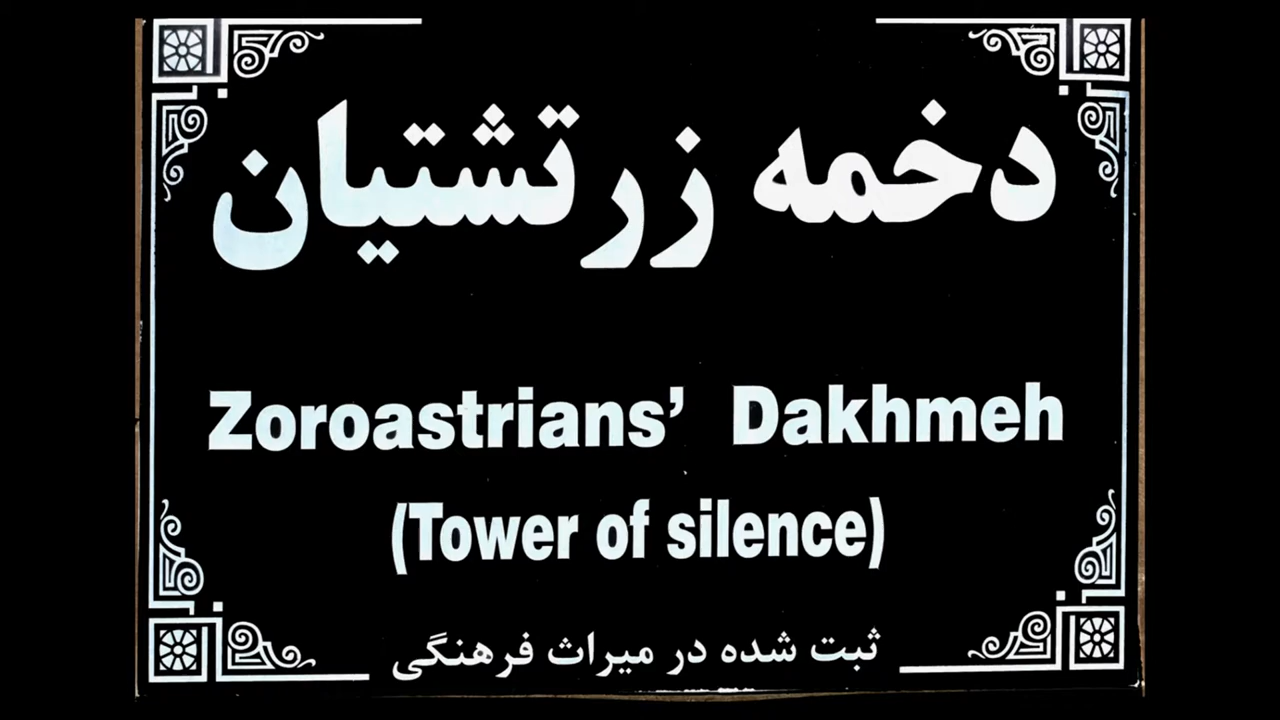 دخمه زرتشتیان
Zoroastrians’ Dakhmeh
(Tower of silence)
ثبت شده در میراث فرهنگی